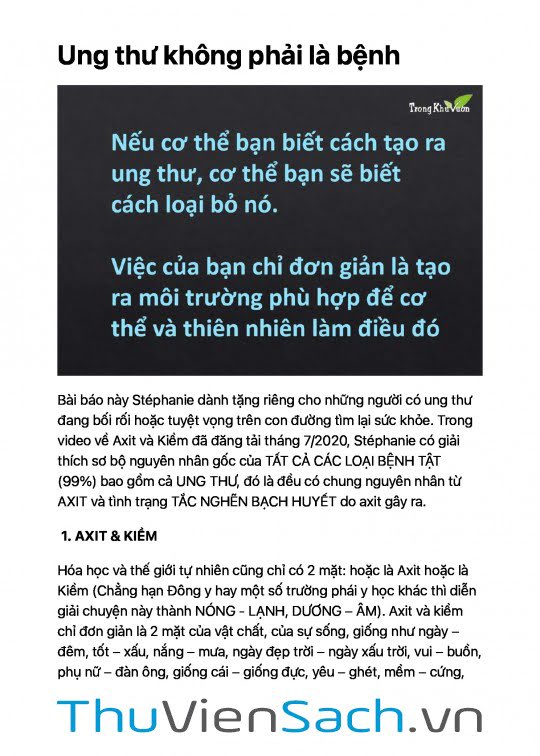 Ung thư không phải là bệnh
Trong Khu Vườn
Nếu cơ thể bạn biết cách tạo ra
ung thư, cơ thể bạn sẽ biết
cách loại bỏ nó.
Việc của bạn chỉ đơn giản là tạo
ra môi trường phù hợp để cơ
thể và thiên nhiên làm điều đó
Bài báo này Stéphanie dành tặng riêng cho những người có ung thư
đang bối rối hoặc tuyệt vọng trên con đường tìm lại sức khỏe. Trong
video về Axit và Kiềm đã đăng tải tháng 7/2020, Stéphanie có giải
thích sơ bộ nguyên nhân gốc của TẤT CẢ CÁC LOẠI BỆNH TẬT
(99%) bao gồm cả UNG THƯ, đó là đều có chung nguyên nhân từ
AXIT và tình trạng TẮC NGHẼN BẠCH HUYẾT do axit gây ra.
1. AXIT & KIỀM
Hóa học và thế giới tự nhiên cũng chỉ có 2 mặt: hoặc là Axit hoặc là
Kiềm (Chẳng hạn Đông y hay một số trường phái y học khác thì diễn
giải chuyện này thành NÓNG - LẠNH, DƯƠNG – ÂM). Axit và kiềm
chỉ đơn giản là 2 mặt của vật chất, của sự sống, giống như ngày –
đêm, tốt – xấu, nắng – mưa, ngày đẹp trời – ngày xấu trời, vui – buồn,
phụ nữ – đàn ông, giống cái – giống đực, yêu – ghét, mềm – cứng,
ThuVienSach.vn